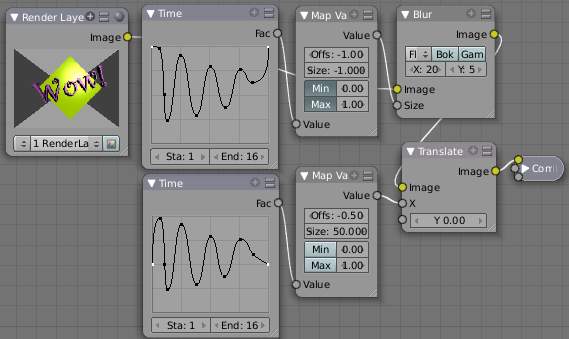 Render Laye
Image
Wow!
1 RenderLa
Time
Fac
Sta: 1
End: 16
Map Va
Value
Offs: -1.00
Size: -1.000
Min
0.00
Max
1.00
Value
Blur
Image
Fl
Bok
Gam
X: 20
Y: 5
Image
Size
Time
Fac
Sta: 1
End: 16
Map Va
Value
Offs: -0.50
Size: 50.000
Min
0.00
Max
1.00
Value
Translate
Image
Image
X
Y 0.00
Com